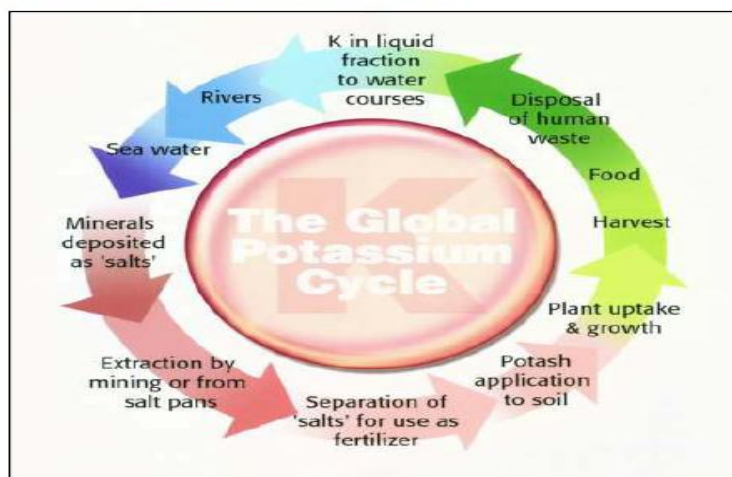 K in liquid
fraction
to water
courses
Rivers
Sea water
Minerals
deposited
as 'salts'
Extraction by
mining or from
salt pans
Separation of
'salts' for use as
fertilizer
Potash
application
to soil
Plant uptake
& growth
Harvest
Food
Disposal
of human
waste
K
The Global
Potassium
Cycle